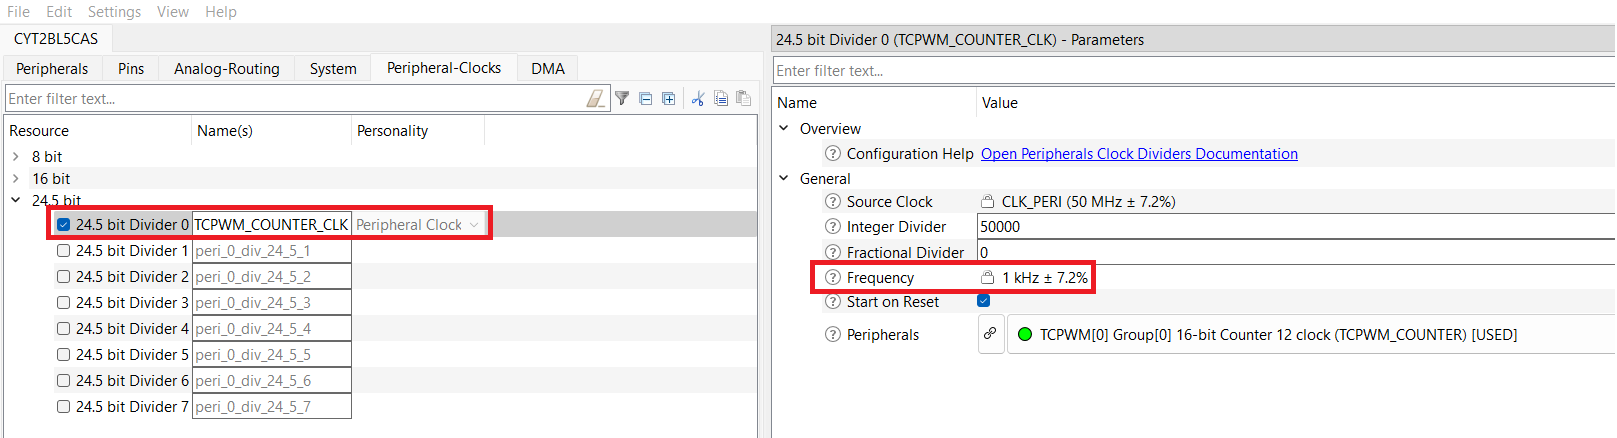 File Edit Settings View Help
CYT2BL5CAS
Peripherals Pins Analog-Routing System Peripheral-Clocks DMA
Enter filter text...
Resource Name(s) Personality
8 bit
16 bit
24.5 bit
24.5 bit Divider 0 TCPWM_COUNTER_CLK Peripheral Clock
24.5 bit Divider 1 peri_0_div_24_5_1
24.5 bit Divider 2 peri_0_div_24_5_2
24.5 bit Divider 3 peri_0_div_24_5_3
24.5 bit Divider 4 peri_0_div_24_5_4
24.5 bit Divider 5 peri_0_div_24_5_5
24.5 bit Divider 6 peri_0_div_24_5_6
24.5 bit Divider 7 peri_0_div_24_5_7
24.5 bit Divider 0 (TCPWM_COUNTER_CLK) - Parameters
Enter filter text...
Name Value
Overview
Configuration Help Open Peripherals Clock Dividers Documentation
General
Source Clock CLK_PERI (50 MHz ± 7.2%)
Integer Divider 50000
Fractional Divider 0
Frequency 1 kHz ± 7.2%
Start on Reset
Peripherals TCPWM[0] Group[0] 16-bit Counter 12 clock (TCPWM_COUNTER) [USED]